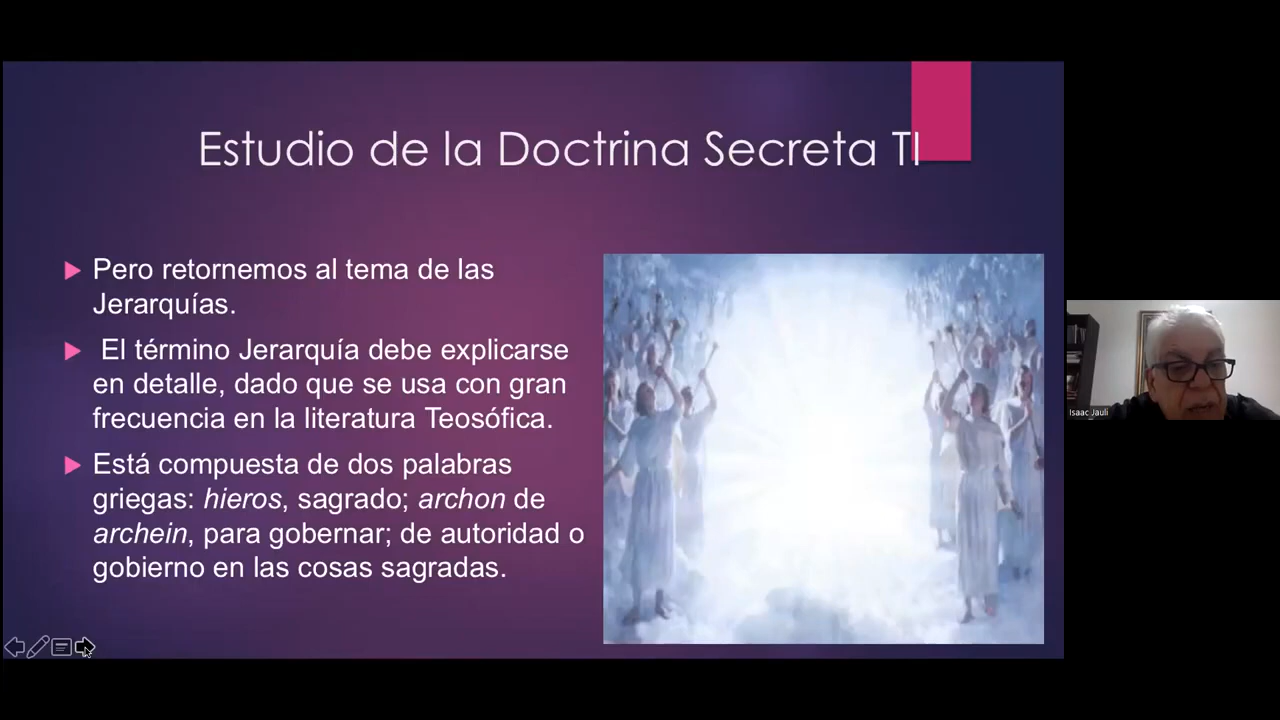 Estudio de la Doctrina Secreta TI
Pero retornemos al tema de las
Jerarquías.
El término Jerarquía debe explicarse
en detalle, dado que se usa con gran
frecuencia en la literatura Teosófica.
Está compuesta de dos palabras
griegas: hieros, sagrado; archon de
archein, para gobernar; de autoridad o
gobierno en las cosas sagradas.
Isaac Jauli